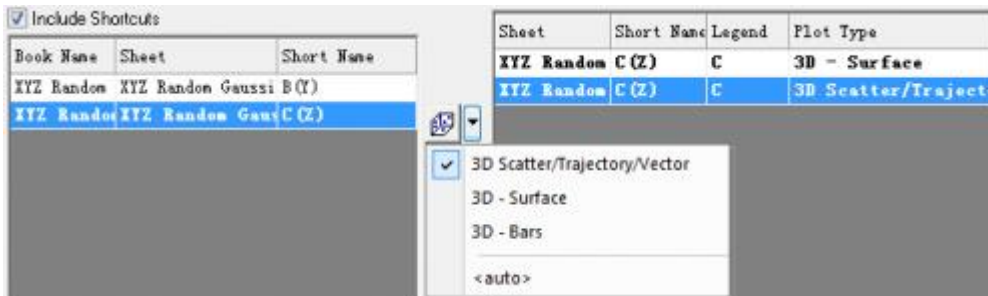 Include Shortcuts
Book Name Sheet Short Name
XYZ Random XYZ Random Gaussi B(Y)
XYZ Rando XYZ Random Gaus C(Z)
Sheet Short Name Legend Plot Type
XYZ Random C(Z) C 3D - Surface
XYZ Random C(Z) C 3D Scatter/Traject
3D Scatter/Trajectory/Vector
3D - Surface
3D - Bars
<auto>